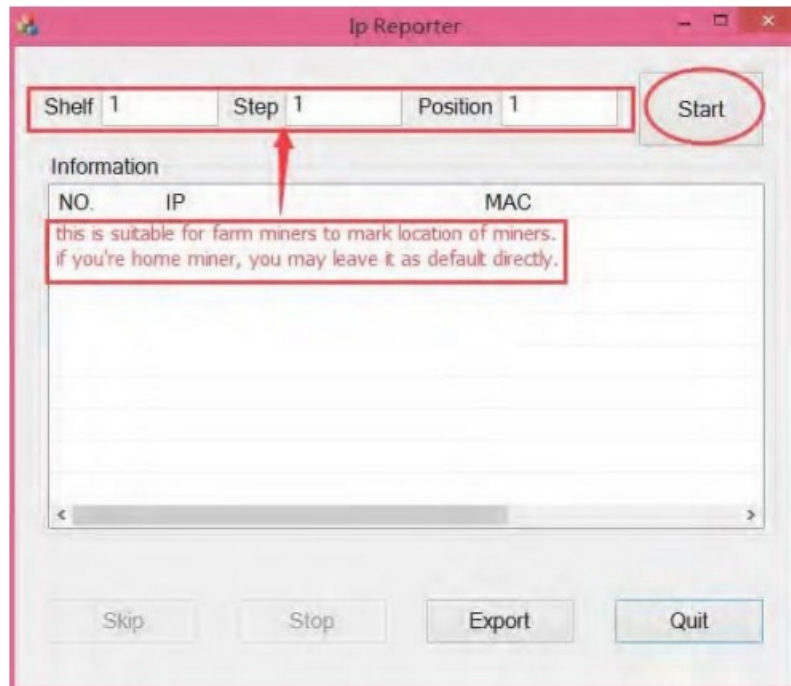 Ip Reporter
Shelf 1 Step 1 Position 1 Start
Information
NO. IP MAC
this is suitable for farm miners to mark location of miners.
if you're home miner, you may leave it as default directly.
Skip Stop Export Quit